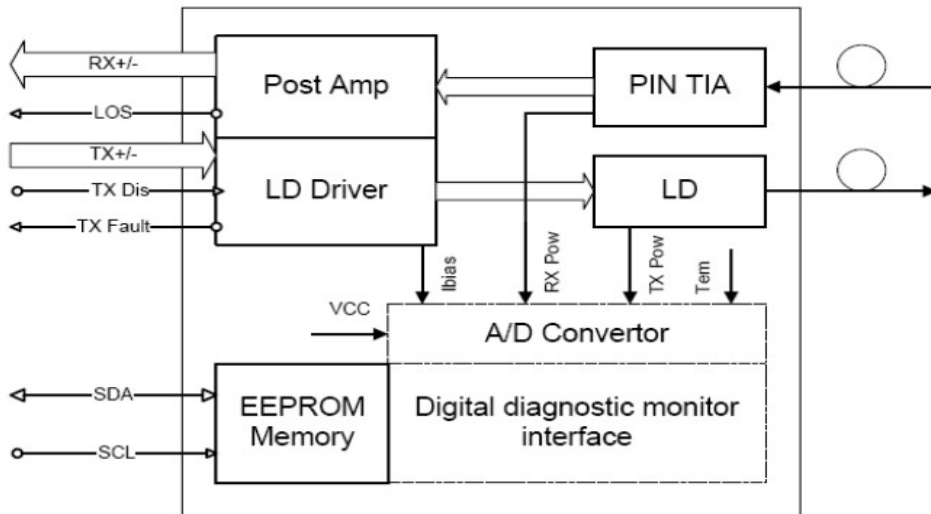 RX+/-
Post Amp
PIN TIA
LOS
TX+/-
TX Dis
LD Driver
LD
TX Fault
Ibias
RX Pow
TX Pow
Tem
VCC
A/D Convertor
SDA
EEPROM
Memory
Digital diagnostic monitor
interface
SCL